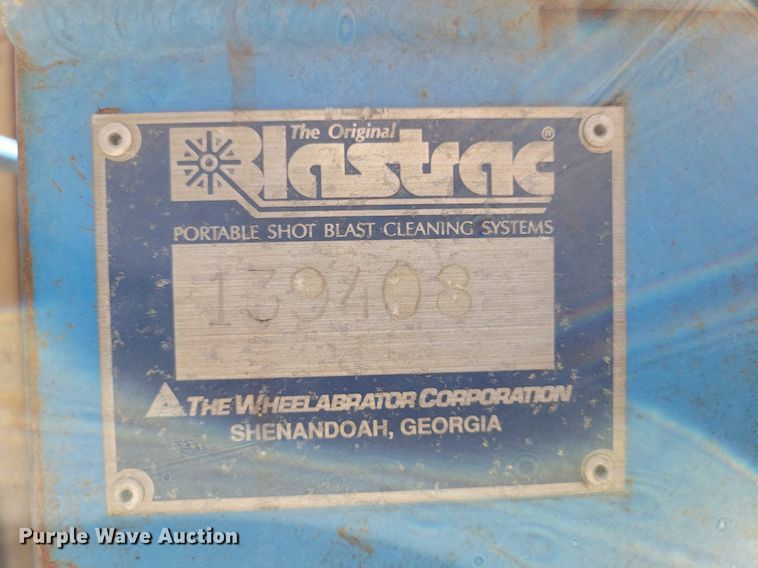 The Original
Blastrac®
PORTABLE SHOT BLAST CLEANING SYSTEMS
139408
THE WHEELABRATOR CORPORATION
SHENANDOAH, GEORGIA
Purple Wave Auction